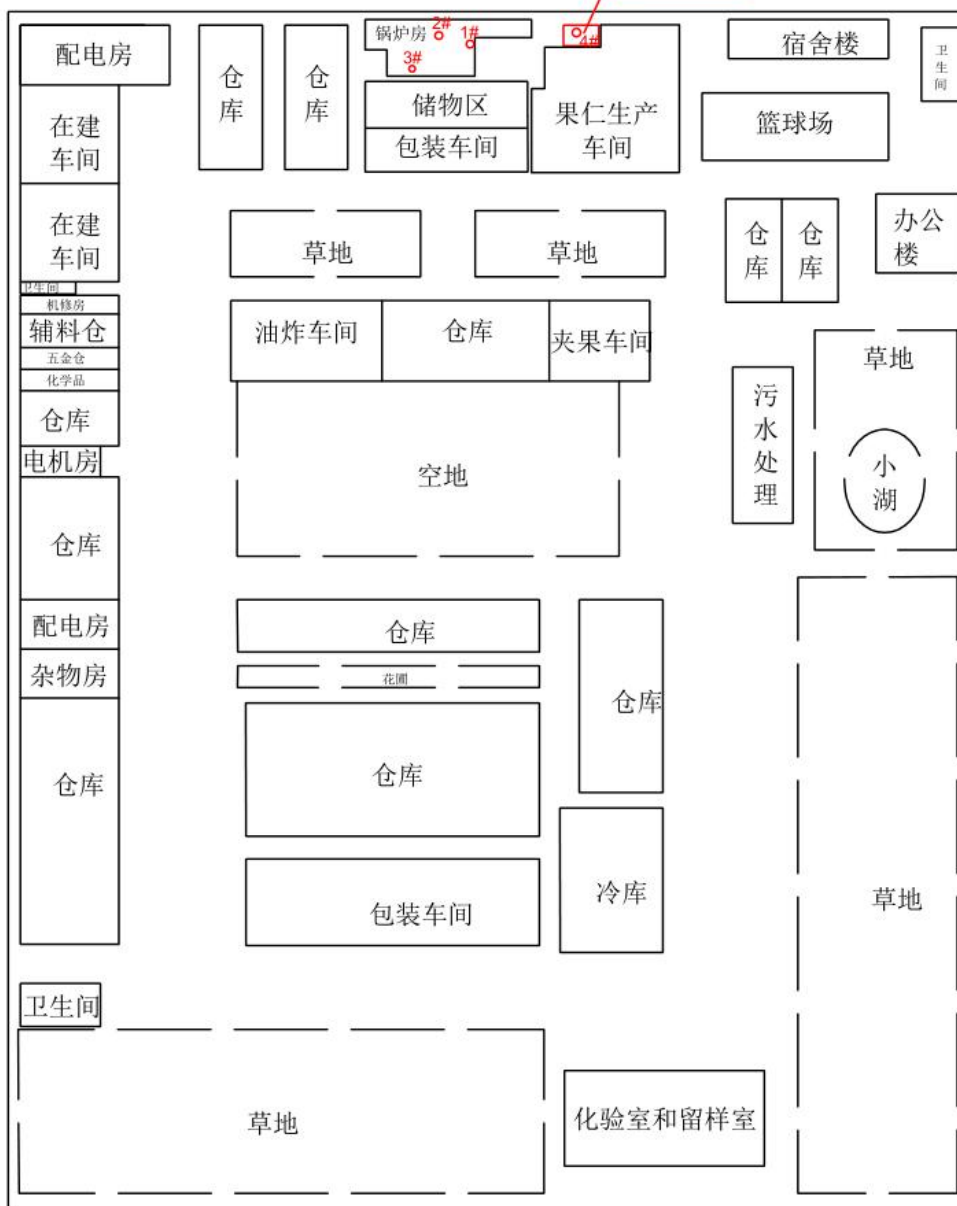 配电房
仓
库
仓
库
锅炉房
2#
1#
3#
4#
宿舍楼
卫
生
间
在建
车间
储物区
包装车间
果仁生产
车间
篮球场
在建
车间
草地
草地
仓
库
仓
库
办公
楼
卫生间
机修房
辅料仓
五金仓
化学品
仓库
电机房
油炸车间
仓库
夹果车间
草地
污
水
处
理
小
湖
空地
仓库
配电房
杂物房
仓库
仓库
花圃
仓库
仓库
包装车间
冷库
草地
卫生间
草地
化验室和留样室